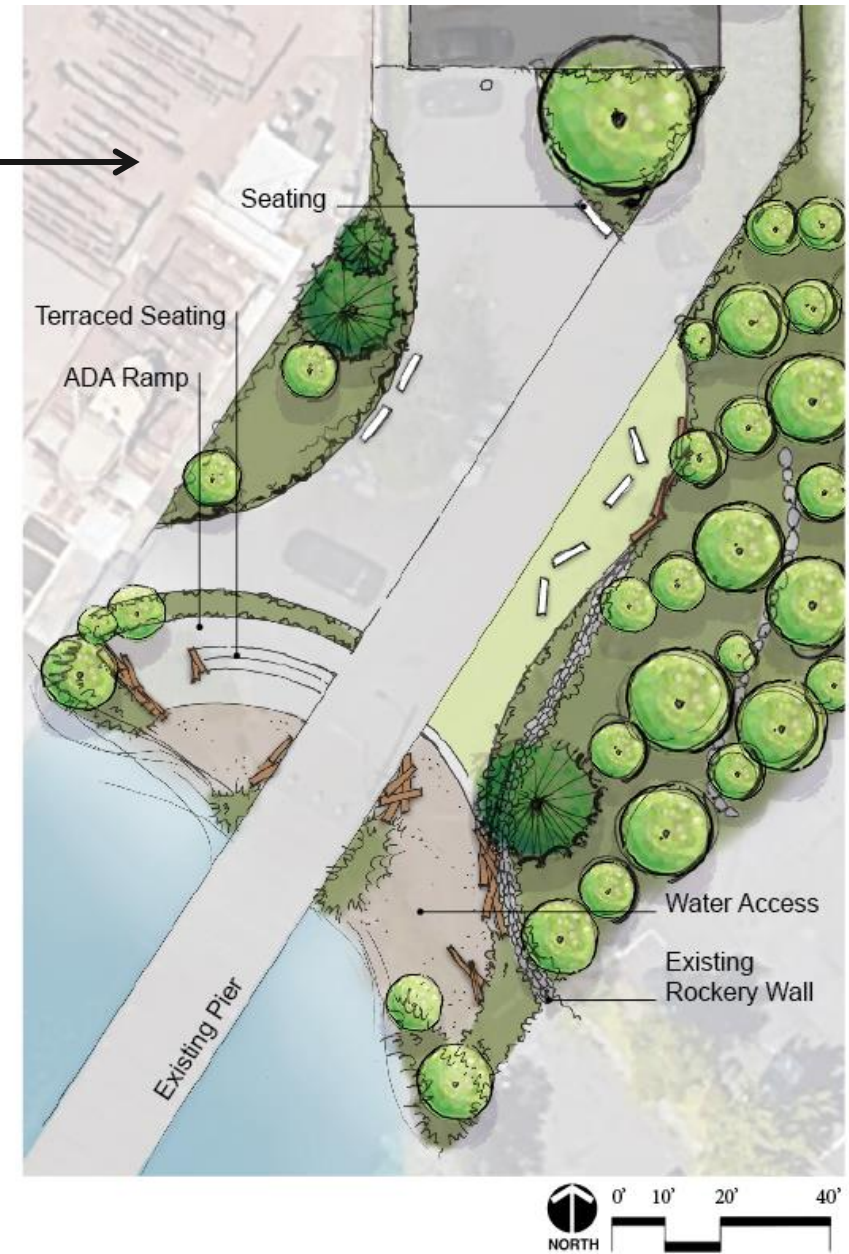 Seating
Terraced Seating
ADA Ramp
Water Access
Existing
Rockery Wall
Existing Pier
0' 10' 20' 40'
NORTH